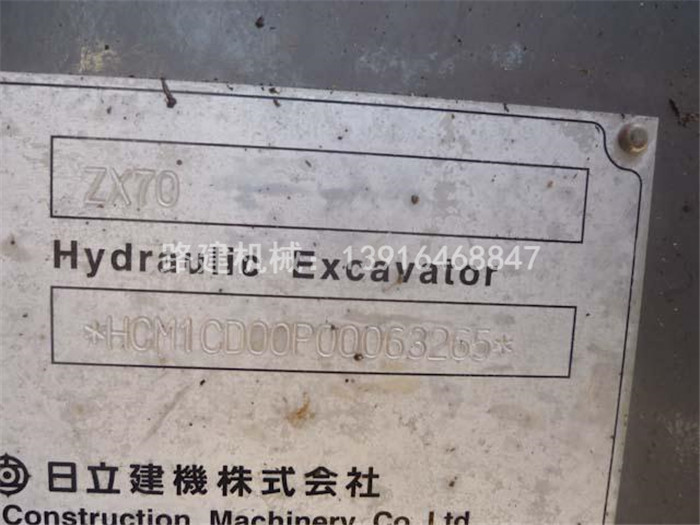 ZX70
Hydraulic Excavator
路建机械：13916468847
*HCM1CD00P00063265*
日立建機株式会社
Construction Machinery Co. Ltd.